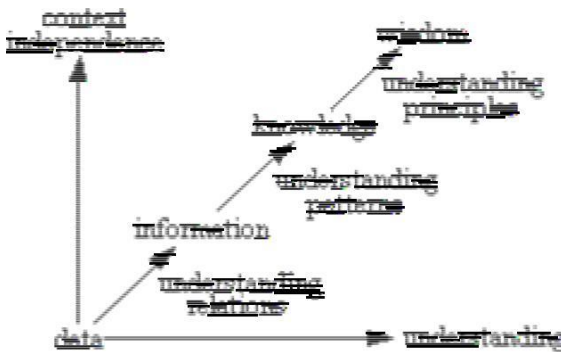 context
independence
wisdom
understanding
principles
knowledge
understanding
patterns
information
understanding
relations
data
understanding